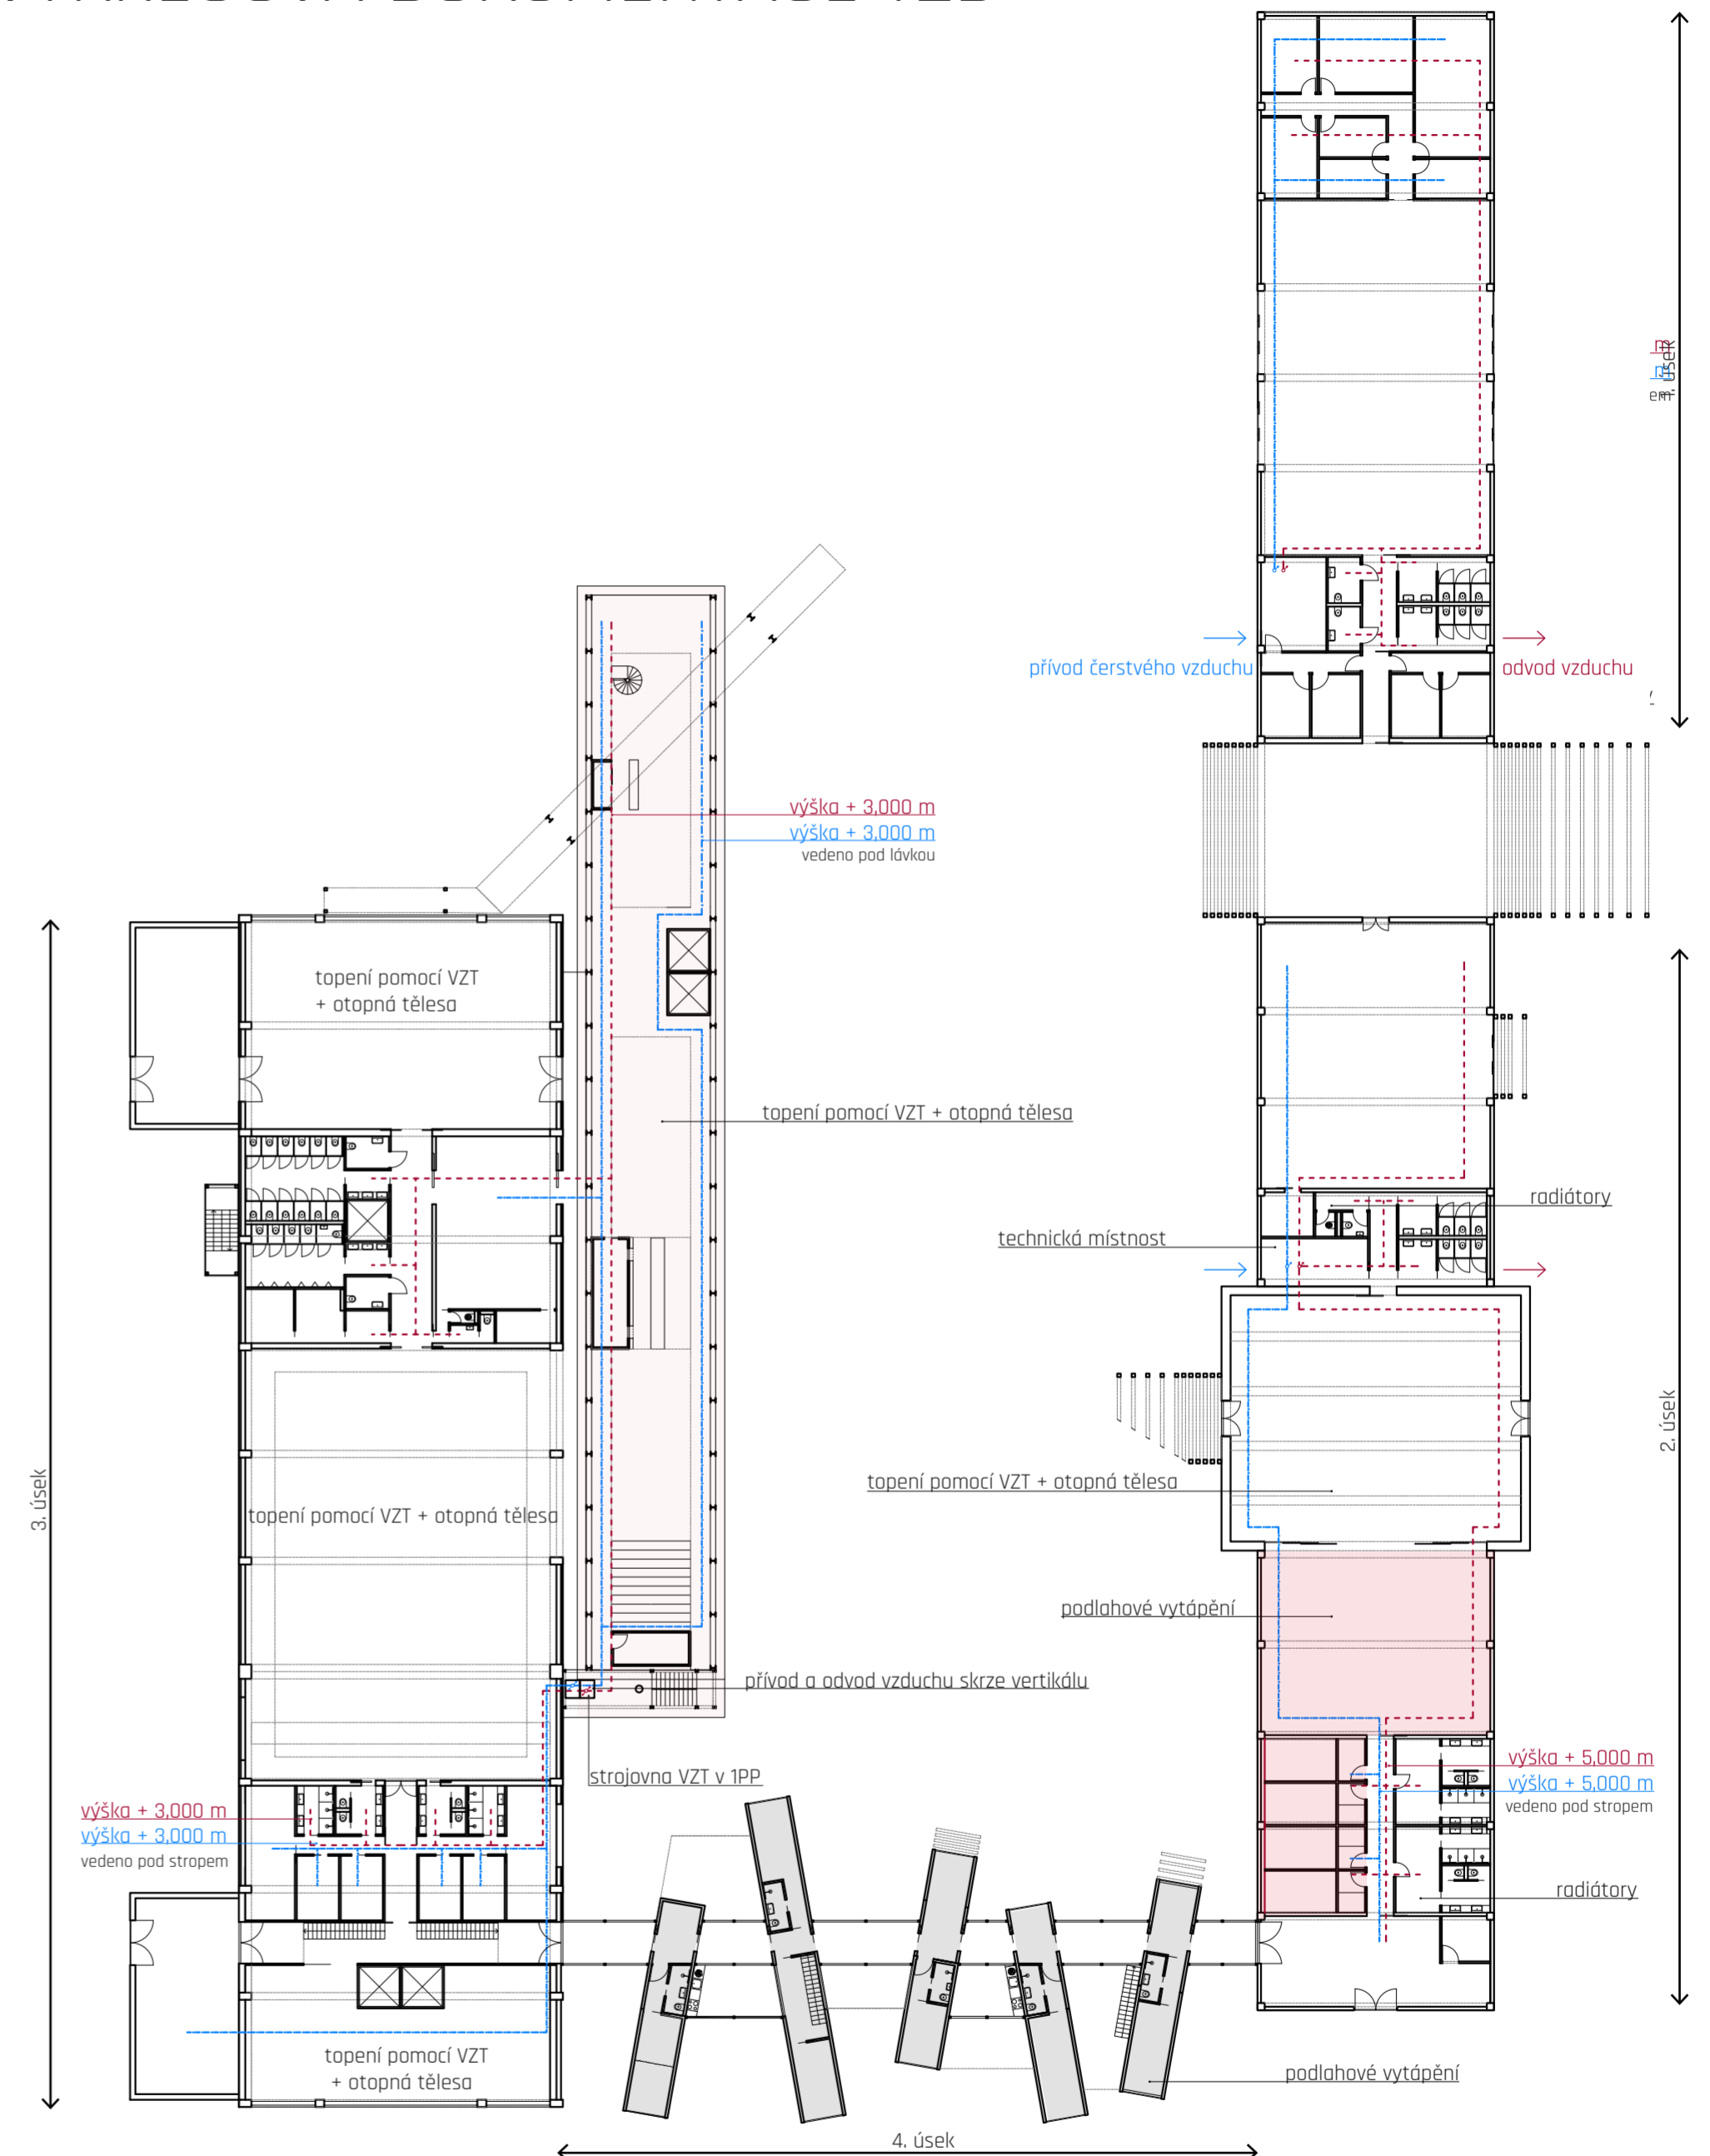 m
n
em
1. úsek
přívod čerstvého vzduchu
odvod vzduchu
výška + 3,000 m
výška + 3,000 m
vedeno pod lávkou
topení pomocí VZT
+ otopná tělesa
topení pomocí VZT + otopná tělesa
radiátory
technická místnost
2. úsek
3. úsek
topení pomocí VZT + otopná tělesa
topení pomocí VZT + otopná tělesa
podlahové vytápění
přívod a odvod vzduchu skrze vertikálu
strojovna VZT v 1PP
výška + 5,000 m
výška + 5,000 m
vedeno pod stropem
výška + 3,000 m
výška + 3,000 m
vedeno pod stropem
radiátory
topení pomocí VZT
+ otopná tělesa
podlahové vytápění
4. úsek